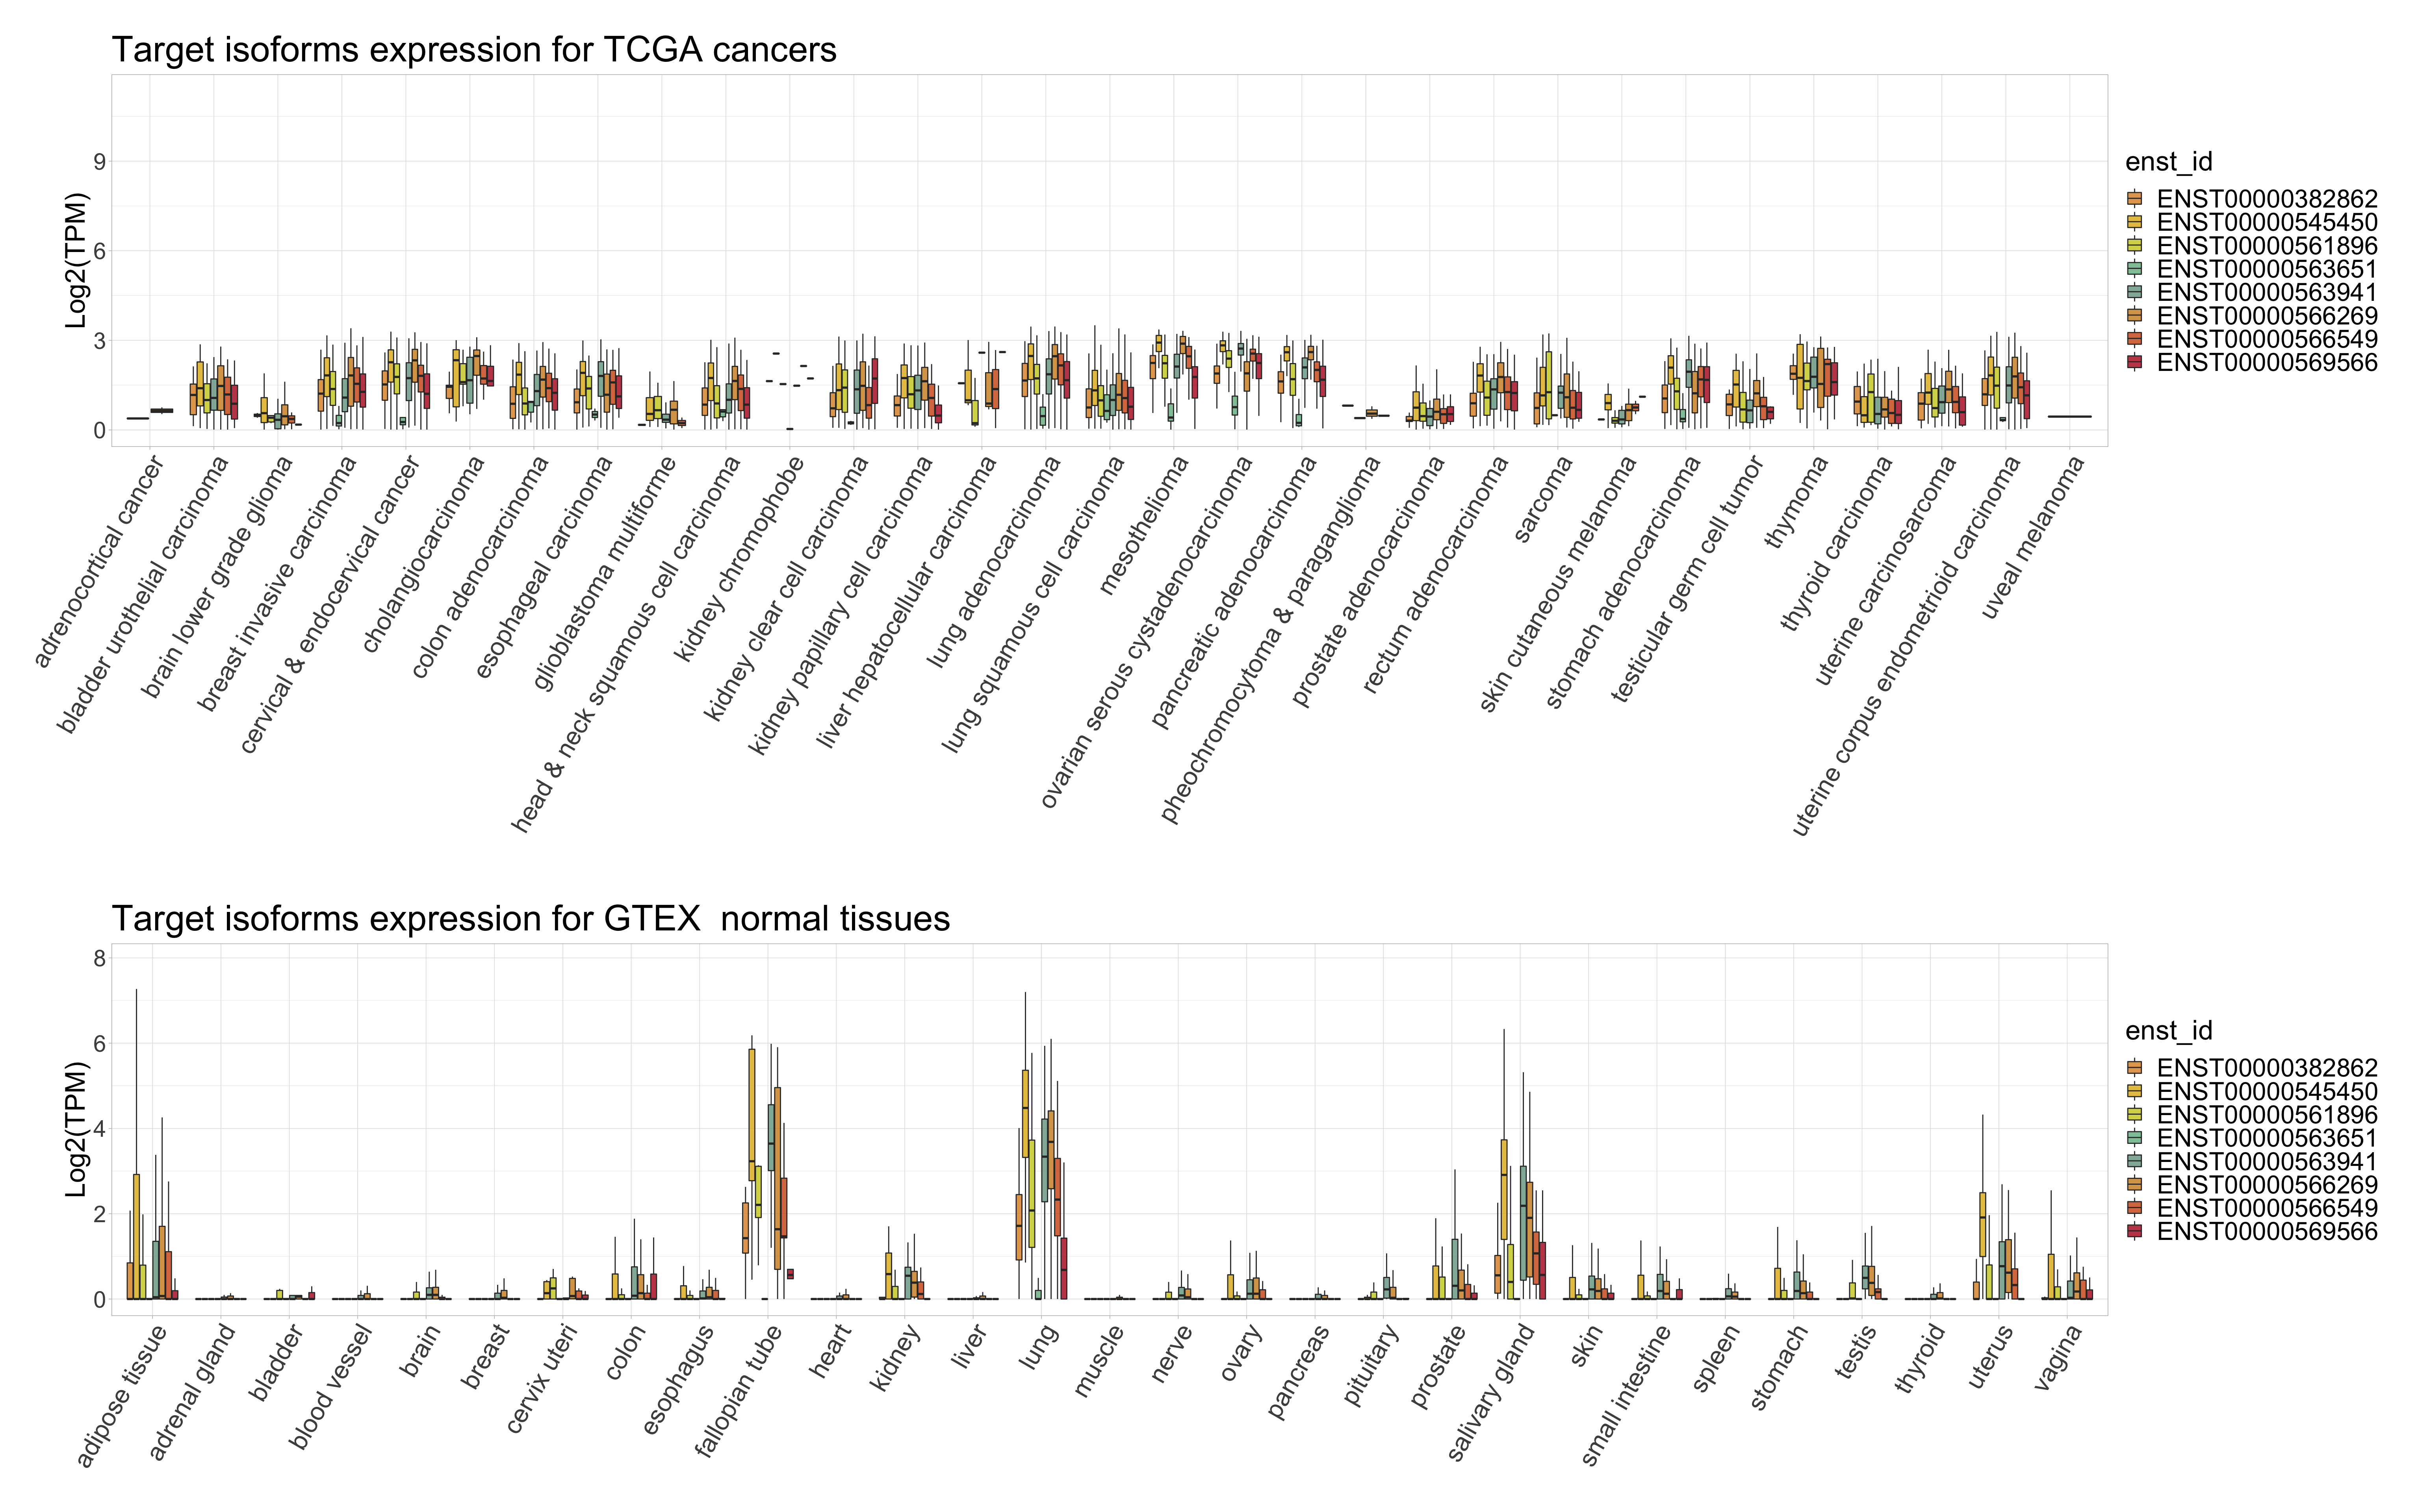 Target isoforms expression for TCGA cancers
Log2(TPM)
9
6
3
0
adrenocortical cancer
bladder urothelial carcinoma
brain lower grade glioma
breast invasive carcinoma
cervical & endocervical cancer
cholangiocarcinoma
colon adenocarcinoma
esophageal carcinoma
glioblastoma multiforme
head & neck squamous cell carcinoma
kidney chromophobe
kidney clear cell carcinoma
kidney papillary cell carcinoma
liver hepatocellular carcinoma
lung adenocarcinoma
lung squamous cell carcinoma
mesothelioma
ovarian serous cystadenocarcinoma
pancreatic adenocarcinoma
pheochromocytoma & paraganglioma
prostate adenocarcinoma
rectum adenocarcinoma
sarcoma
skin cutaneous melanoma
stomach adenocarcinoma
testicular germ cell tumor
thymoma
thyroid carcinoma
uterine carcinosarcoma
uterine corpus endometrioid carcinoma
uveal melanoma
enst_id
ENST00000382862
ENST00000545450
ENST00000561896
ENST00000563651
ENST00000563941
ENST00000566269
ENST00000566549
ENST00000569566
Target isoforms expression for GTEX  normal tissues
Log2(TPM)
8
6
4
2
0
adipose tissue
adrenal gland
bladder
blood vessel
brain
breast
cervix uteri
colon
esophagus
fallopian tube
heart
kidney
liver
lung
muscle
nerve
ovary
pancreas
pituitary
prostate
salivary gland
skin
small intestine
spleen
stomach
testis
thyroid
uterus
vagina
enst_id
ENST00000382862
ENST00000545450
ENST00000561896
ENST00000563651
ENST00000563941
ENST00000566269
ENST00000566549
ENST00000569566